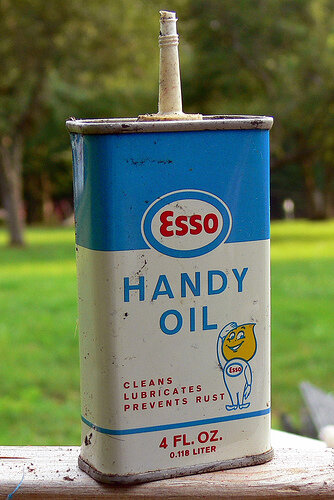 Esso
HANDY
OIL
Esso
CLEANS
LUBRICATES
PREVENTS RUST
4 FL. OZ.
0.118 LITER